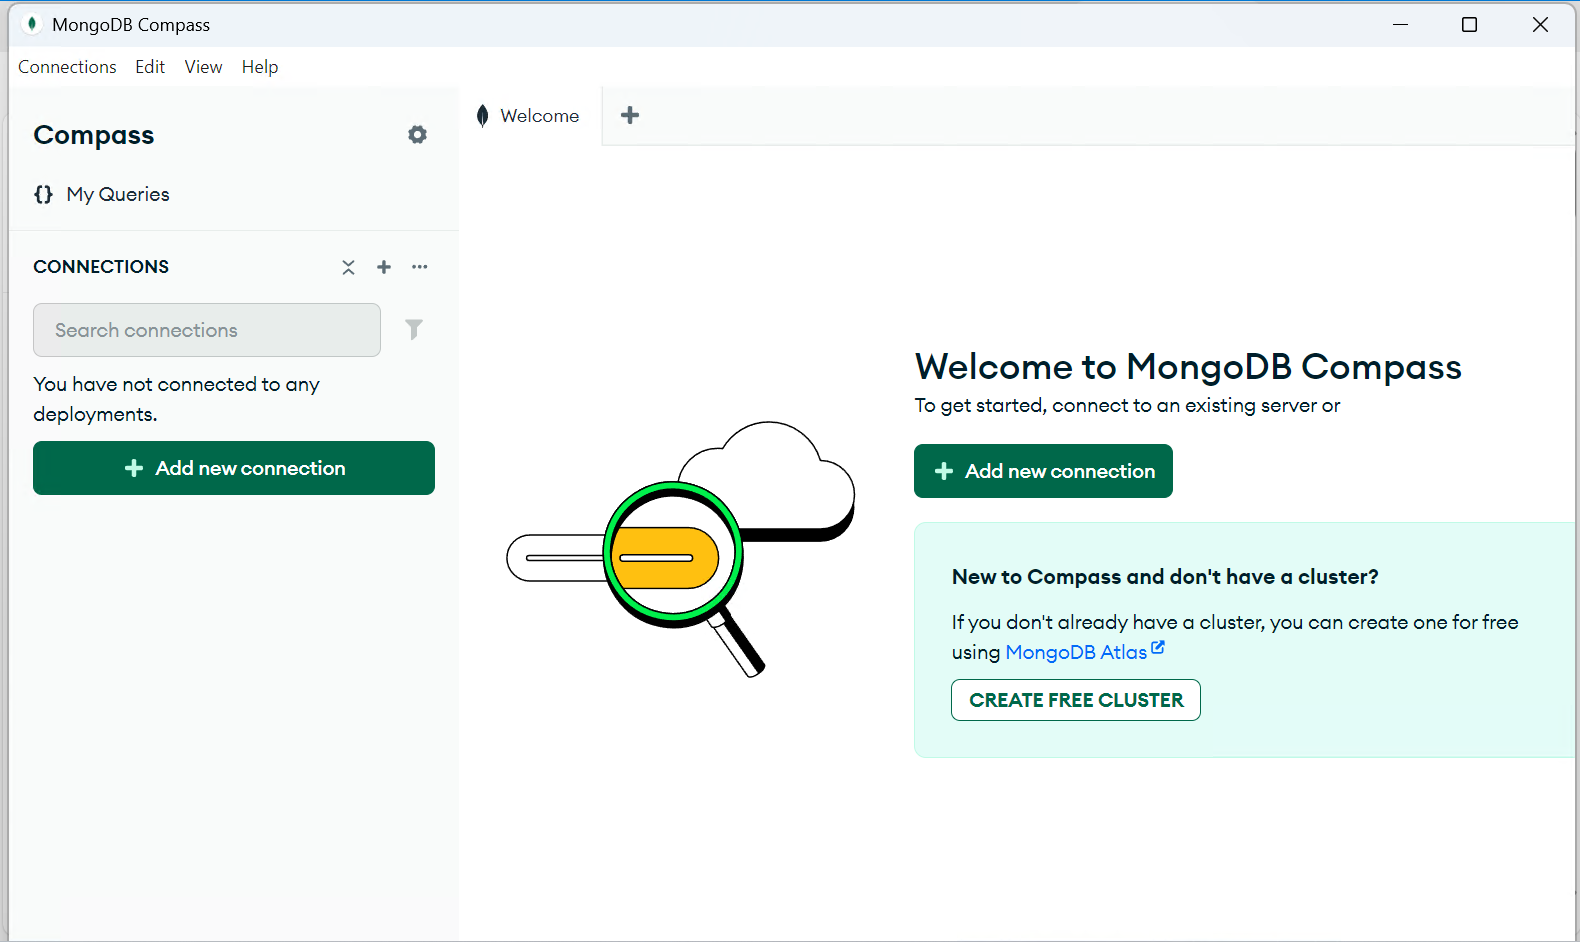 MongoDB Compass
Connections Edit View Help
Compass
{} My Queries
CONNECTIONS
Search connections
You have not connected to any
deployments.
Add new connection
Welcome
Welcome to MongoDB Compass
To get started, connect to an existing server or
Add new connection
New to Compass and don't have a cluster?
If you don't already have a cluster, you can create one for free
using MongoDB Atlas
CREATE FREE CLUSTER